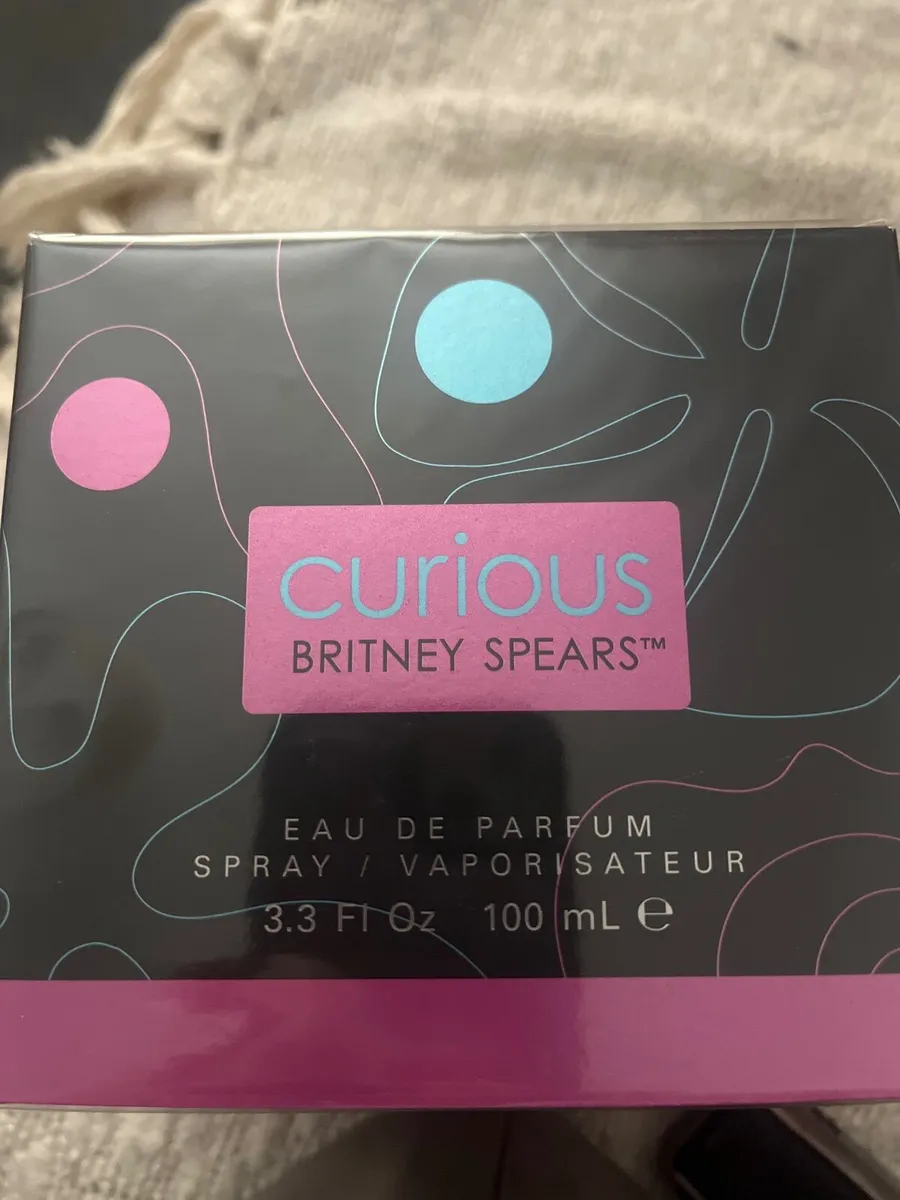 curious
BRITNEY SPEARS™
EAU DE PARFUM
SPRAY / VAPORISATEUR
3.3 Fl Oz 100 mL ℮